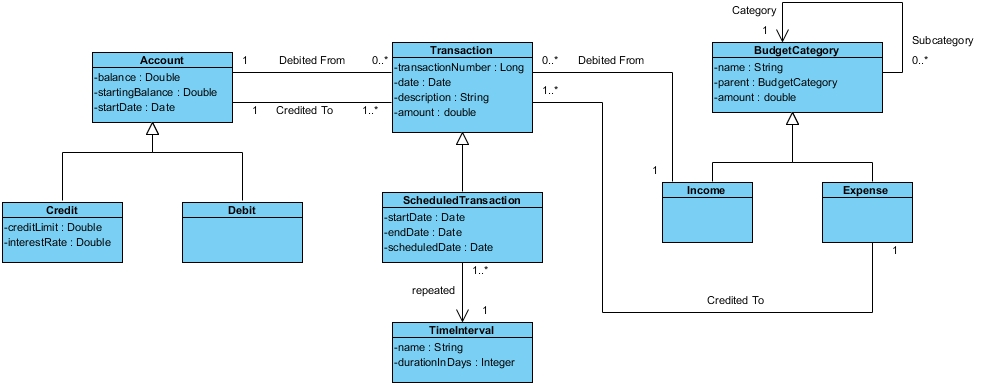 Category
1
Subcategory
0..*
BudgetCategory
-name : String
-parent : BudgetCategory
-amount : double
Account
-balance : Double
-startingBalance : Double
-startDate : Date
1
Debited From
0..*
1
Credited To
1..*
Transaction
-transactionNumber : Long
-date : Date
-description : String
-amount : double
0..*
Debited From
1..*
1
Credit
-creditLimit : Double
-interestRate : Double
Debit
ScheduledTransaction
-startDate : Date
-endDate : Date
-scheduledDate : Date
Income
Expense
1
1..*
repeated
1
Credited To
TimeInterval
-name : String
-durationInDays : Integer